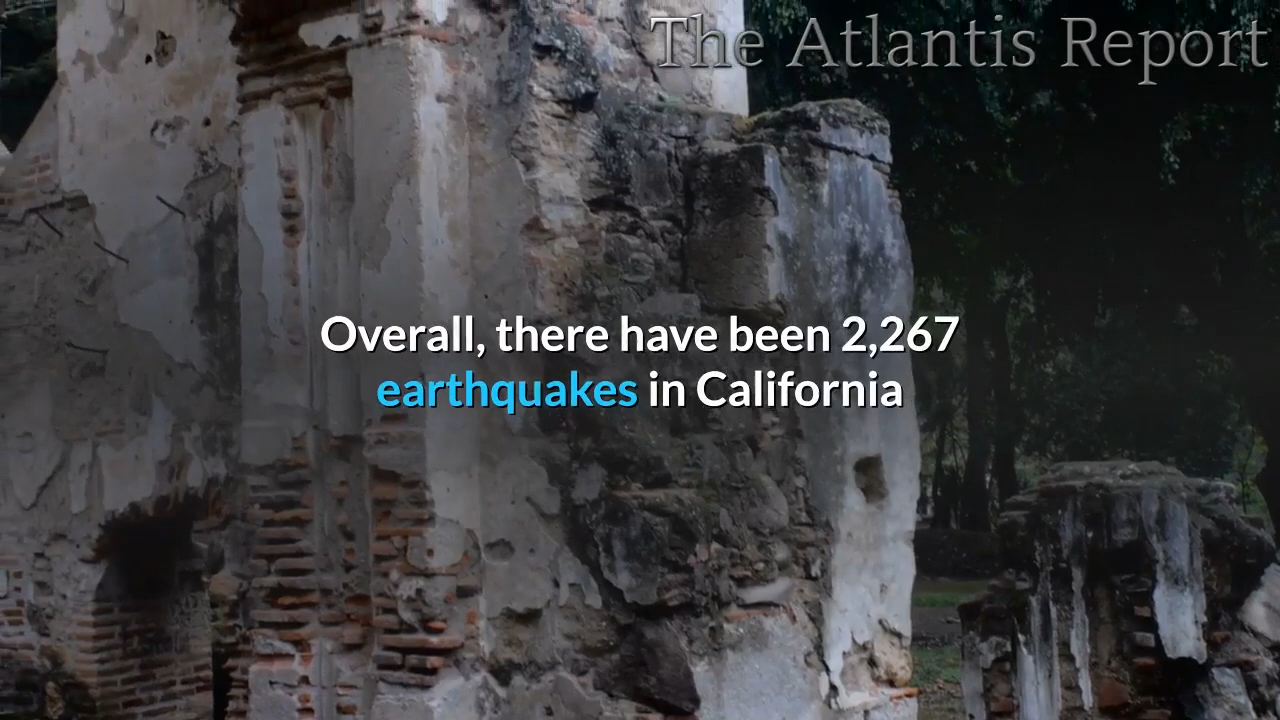 The Atlantis Report
Overall, there have been 2,267
earthquakes in California